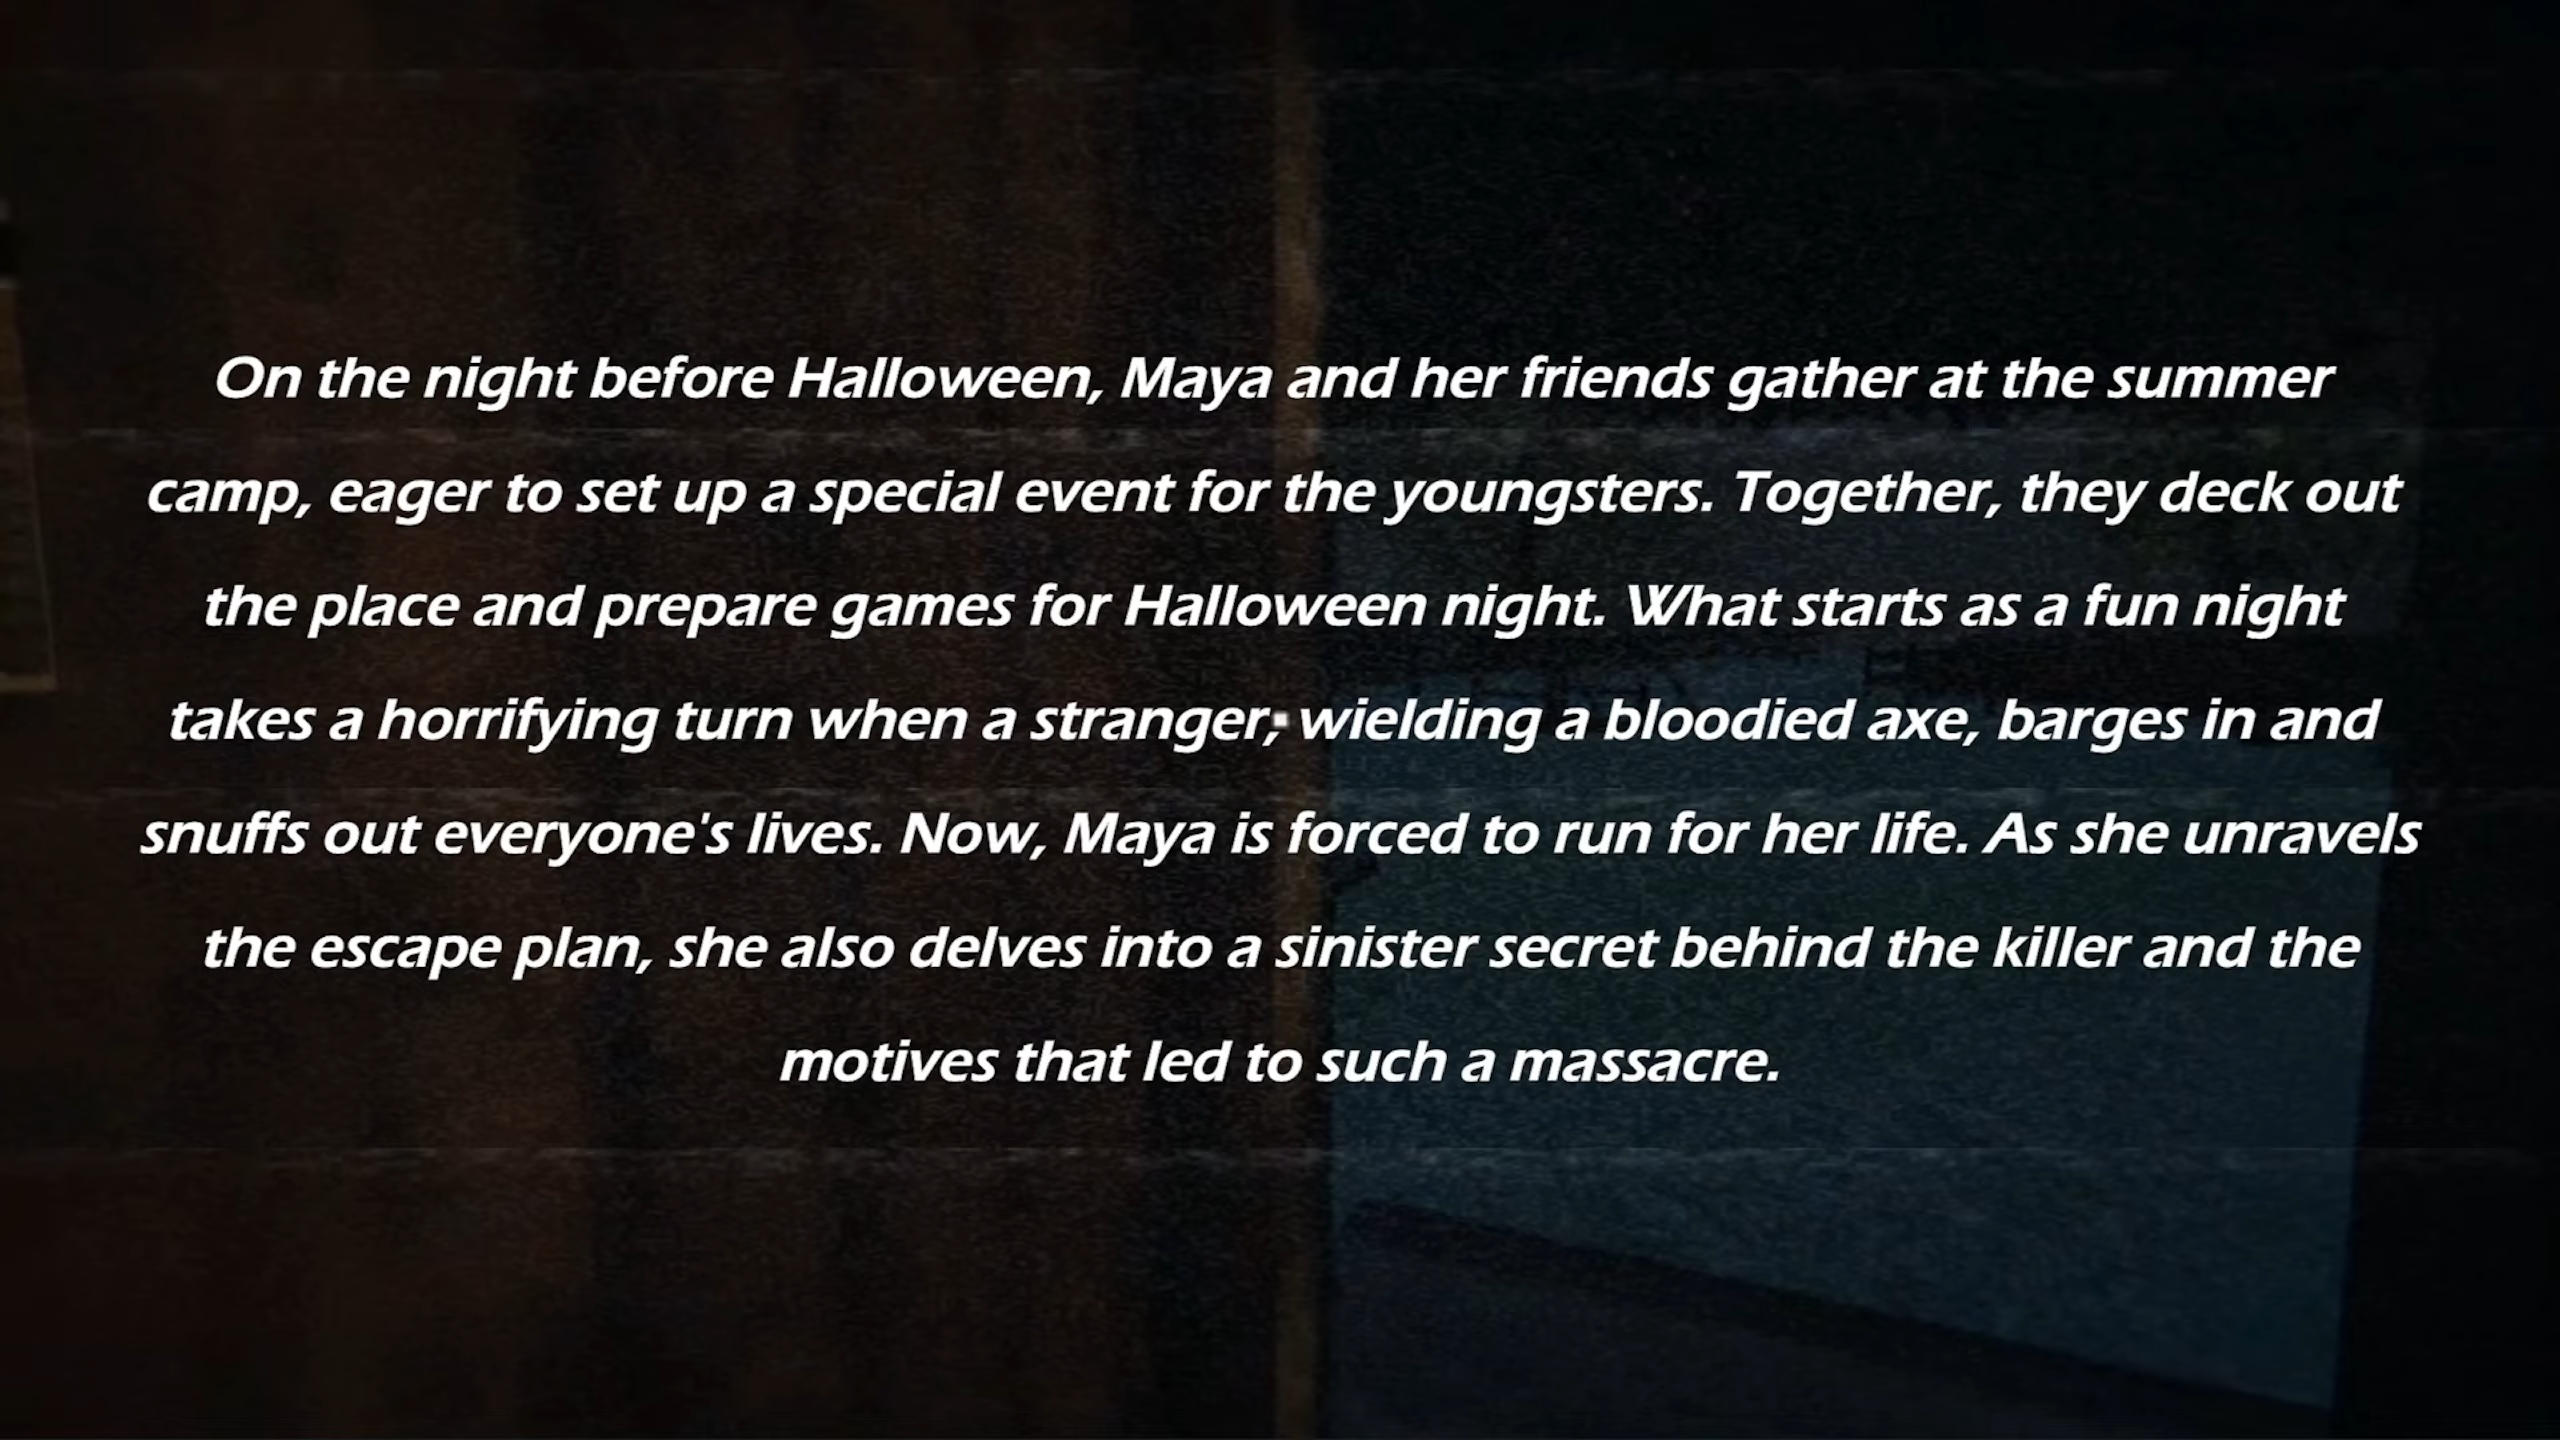 On the night before Halloween, Maya and her friends gather at the summer
camp, eager to set up a special event for the youngsters. Together, they deck out
the place and prepare games for Halloween night. What starts as a fun night
takes a horrifying turn when a stranger, wielding a bloodied axe, barges in and
snuffs out everyone's lives. Now, Maya is forced to run for her life. As she unravels
the escape plan, she also delves into a sinister secret behind the killer and the
motives that led to such a massacre.